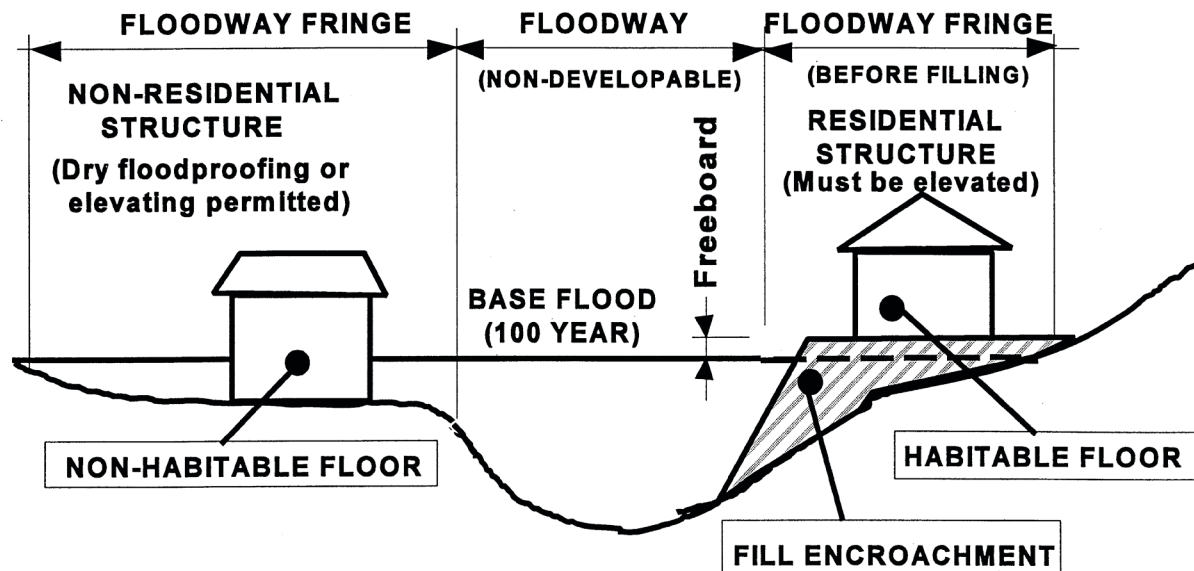 FLOODWAY FRINGE
FLOODWAY
FLOODWAY FRINGE
(NON-DEVELOPABLE)
(BEFORE FILLING)
NON-RESIDENTIAL
STRUCTURE
(Dry floodproofing or
elevating permitted)
Freeboard
RESIDENTIAL
STRUCTURE
(Must be elevated)
BASE FLOOD
(100 YEAR)
NON-HABITABLE FLOOR
HABITABLE FLOOR
FILL ENCROACHMENT